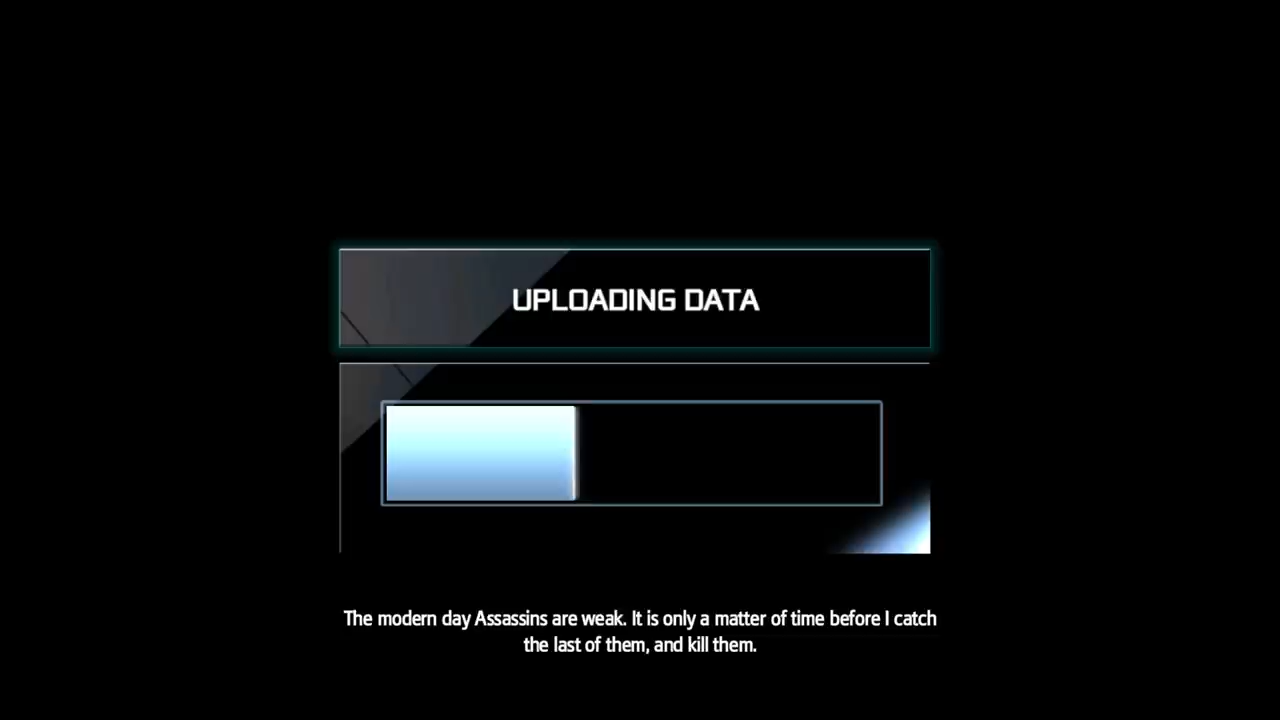 UPLOADING DATA
The modern day Assassins are weak. It is only a matter of time before I catch
the last of them, and kill them.